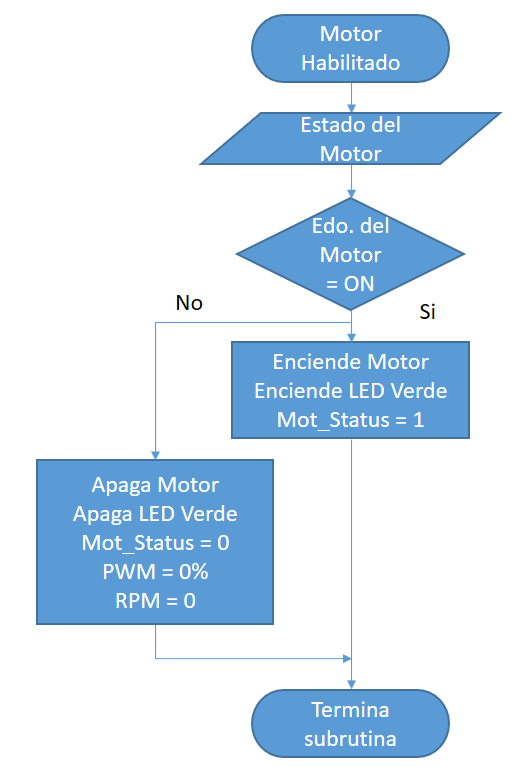 Motor
Habilitado
Estado del
Motor
Edo. del
Motor
= ON
No
Si
Enciende Motor
Enciende LED Verde
Mot_Status = 1
Apaga Motor
Apaga LED Verde
Mot_Status = 0
PWM = 0%
RPM = 0
Termina
subrutina